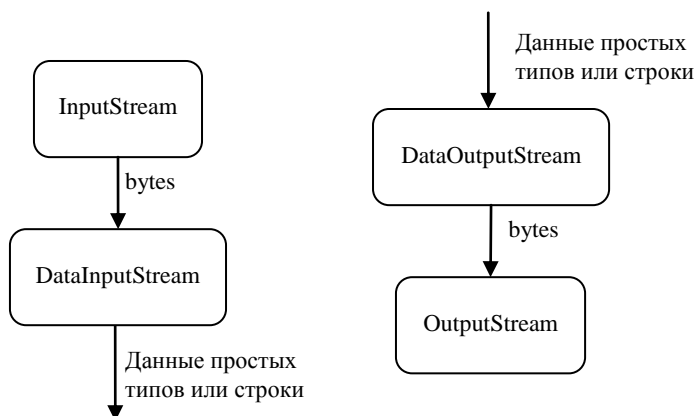 InputStream
bytes
DataInputStream
Данные простых
типов или строки
Данные простых
типов или строки
DataOutputStream
bytes
OutputStream